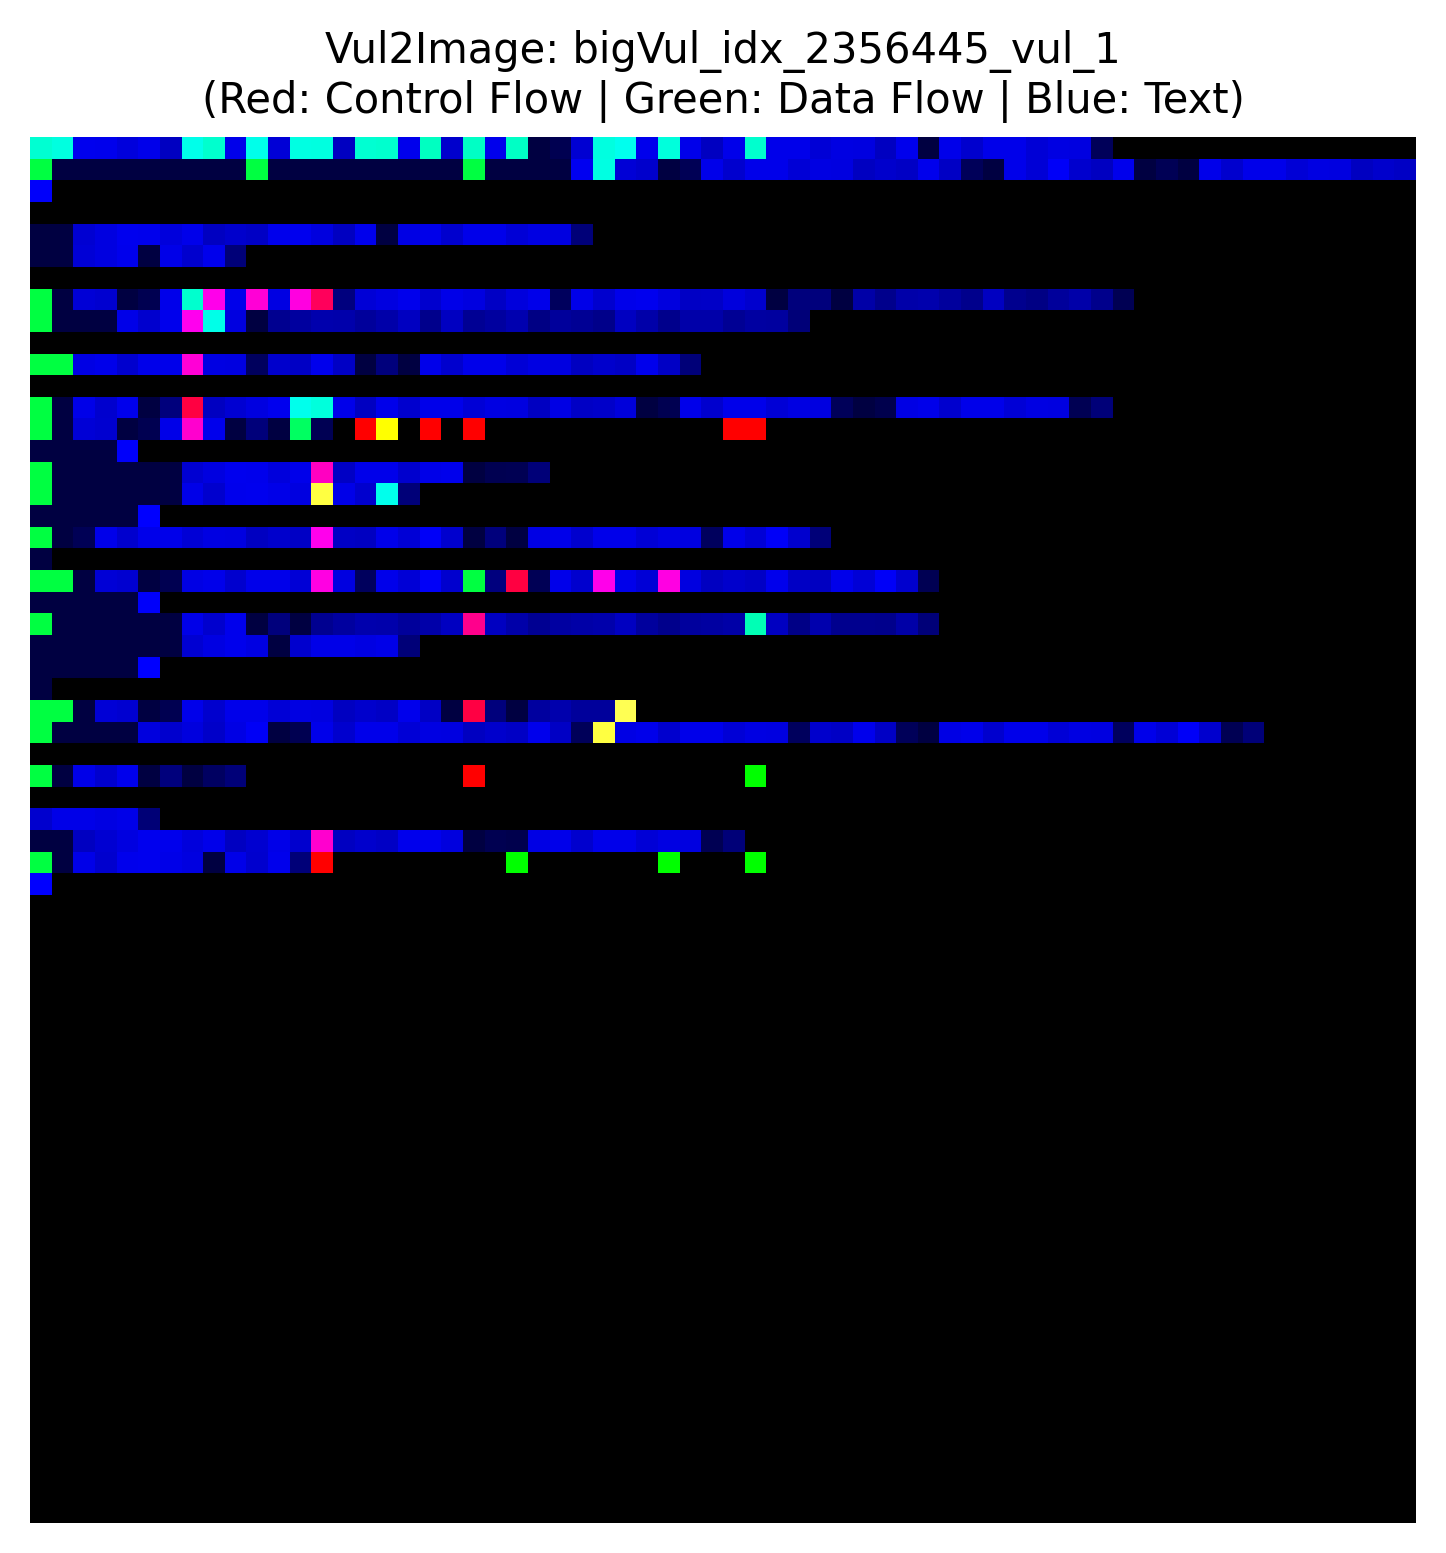 Vul2Image: bigVul_idx_2356445_vul_1
(Red: Control Flow | Green: Data Flow | Blue: Text)